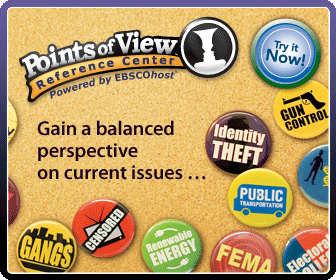 Points of View
Reference Center
Powered by EBSCOhost
Try it
Now!
GUN
CONTROL
Gain a balanced
perspective
on current issues ...
Identity
THEFT
PUBLIC
TRANSPORTATION
CENSORED
GANGS
Renewable
ENERGY
FEMA